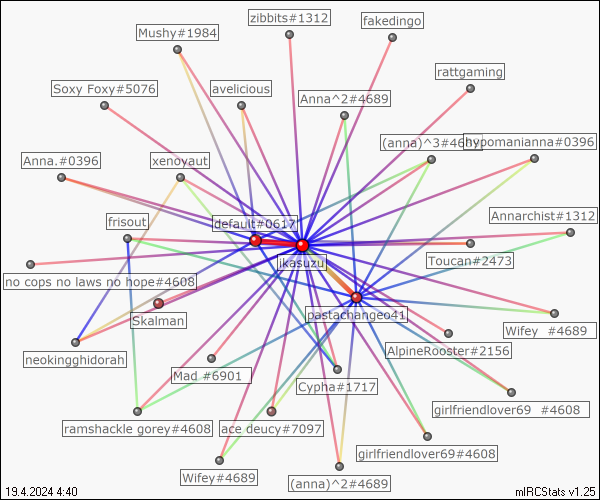 zibbits#1312
fakedingo
Mushy#1984
rattgaming
Soxy Foxy#5076
avelicious
Anna^2#4689
(anna)^3#4689
hypomanianna#0396
Anna.#0396
xenoyaut
Annarchist#1312
frisout
default#0617
ikasuzu
Toucan#2473
no cops no laws no hope#4608
Skalman
pastachangeo41
Wifey #4689
neokingghidorah
AlpineRooster#2156
Mad #6901
Cypha#1717
girlfriendlover69 #4608
ramshackle gorey#4608
ace deucy#7097
girlfriendlover69#4608
Wifey#4689
(anna)^2#4689
19.4.2024 4:40
mIRCStats v1.25